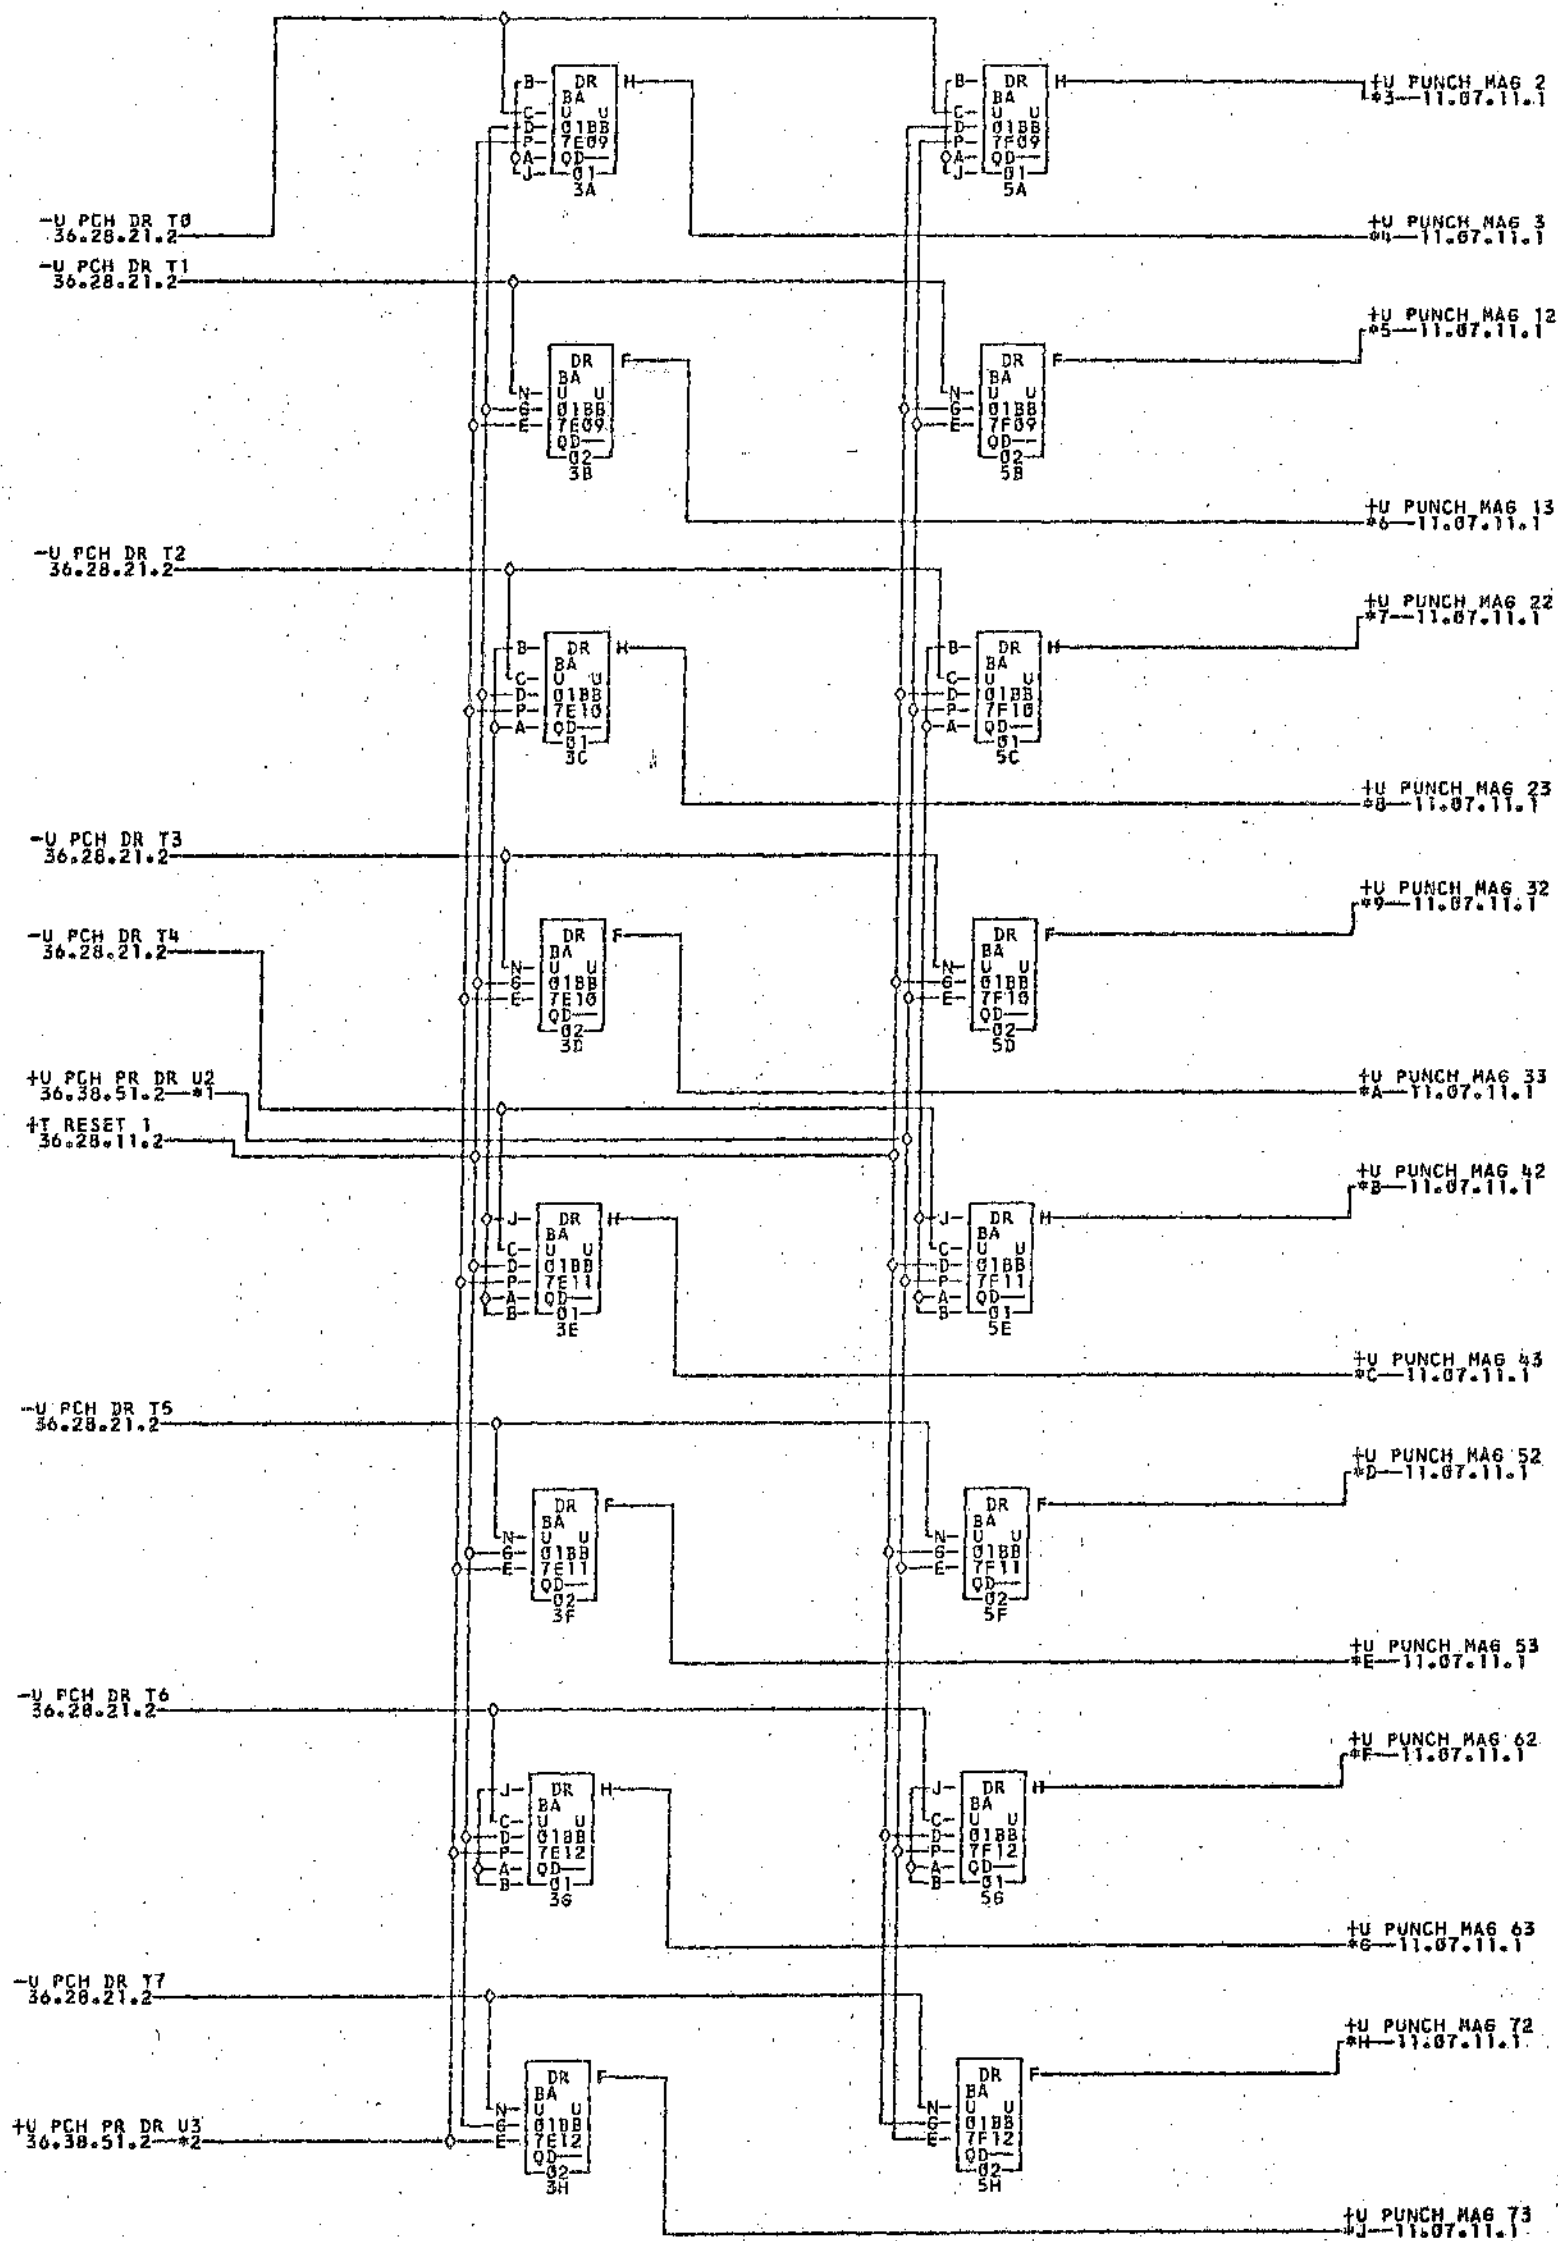 -U PCH DR T0
36.28.21.2
-U PCH DR T1
36.28.21.2
-U PCH DR T2
36.28.21.2
-U PCH DR T3
36.28.21.2
-U PCH DR T4
36.28.21.2
+U PCH PR DR U2
36.38.51.2—*1
+T RESET 1
36.28.11.2
-U PCH DR T5
36.28.21.2
-U PCH DR T6
36.28.21.2
-U PCH DR T7
36.28.21.2
+U PCH PR DR U3
36.38.51.2—*2
B DR H
BA
C U U
D 01BB
P 7E09
A QD
J 01
3A
DR F
BA
N U U
G 01BB
E 7E09
QD
02
3B
B DR H
BA
C U U
D 01BB
P 7E10
A QD
01
3C
DR F
BA
N U U
G 01BB
E 7E10
QD
02
3D
J DR H
BA
C U U
D 01BB
P 7E11
A QD
B 01
3E
DR F
BA
N U U
G 01BB
E 7E11
QD
02
3F
J DR H
BA
C U U
D 01BB
P 7E12
A QD
B 01
3G
DR F
BA
N U U
G 01BB
E 7E12
QD
02
3H
B DR H
BA
C U U
D 01BB
P 7F09
A QD
J 01
5A
DR F
BA
N U U
G 01BB
E 7F09
QD
02
5B
B DR H
BA
C U U
D 01BB
P 7F10
A QD
01
5C
DR F
BA
N U U
G 01BB
E 7F10
QD
02
5D
J DR H
BA
C U U
D 01BB
P 7F11
A QD
B 01
5E
DR F
BA
N U U
G 01BB
E 7F11
QD
02
5F
J DR H
BA
C U U
D 01BB
P 7F12
A QD
B 01
5G
DR F
BA
N U U
G 01BB
E 7F12
QD
02
5H
+U PUNCH MAG 2
*3—11.07.11.1
+U PUNCH MAG 3
*4—11.07.11.1
+U PUNCH MAG 12
*5—11.07.11.1
+U PUNCH MAG 13
*6—11.07.11.1
+U PUNCH MAG 22
*7—11.07.11.1
+U PUNCH MAG 23
*8—11.07.11.1
+U PUNCH MAG 32
*9—11.07.11.1
+U PUNCH MAG 33
*A—11.07.11.1
+U PUNCH MAG 42
*B—11.07.11.1
+U PUNCH MAG 43
*C—11.07.11.1
+U PUNCH MAG 52
*D—11.07.11.1
+U PUNCH MAG 53
*E—11.07.11.1
+U PUNCH MAG 62
*F—11.07.11.1
+U PUNCH MAG 63
*G—11.07.11.1
+U PUNCH MAG 72
*H—11.07.11.1
+U PUNCH MAG 73
*J—11.07.11.1